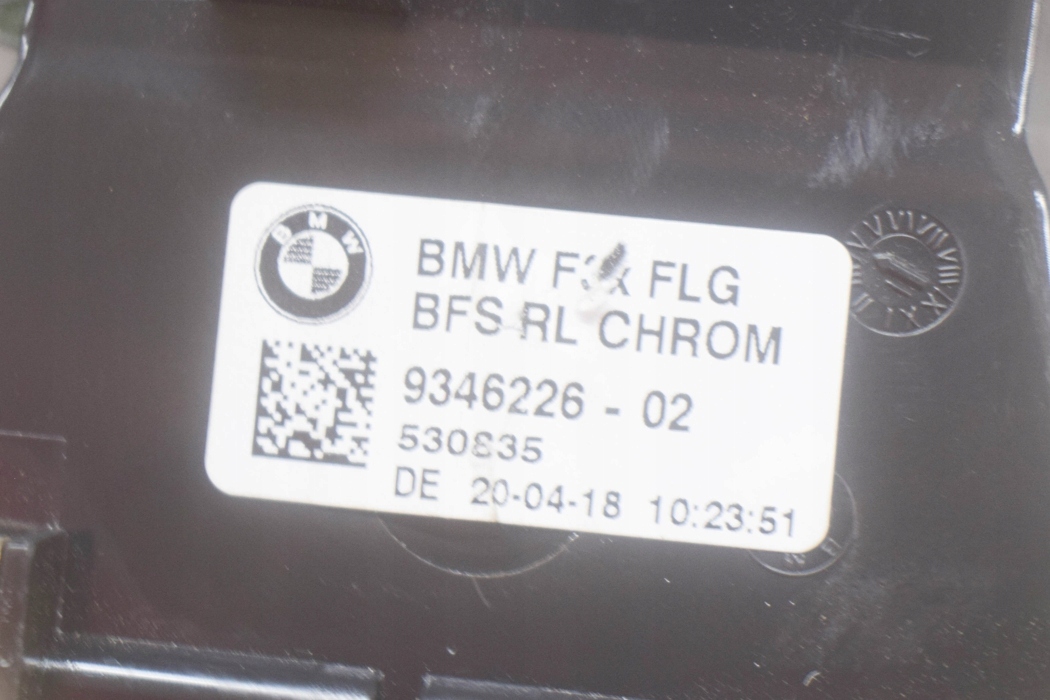 BMW
BMW F3x FLG
BFS RL CHROM
9346226 - 02
530835
DE 20-04-18 10:23:51